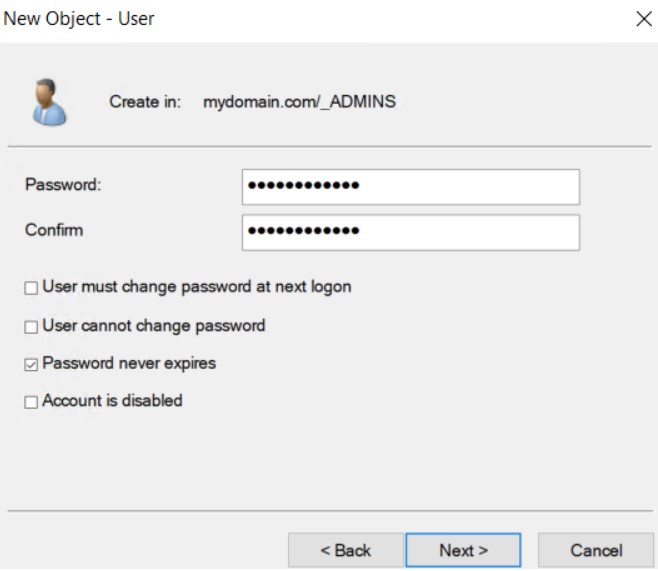 New Object - User
Create in: mydomain.com/_ADMINS
Password: ●●●●●●●●●●●●
Confirm ●●●●●●●●●●●●
User must change password at next logon
User cannot change password
Password never expires
Account is disabled
< Back Next > Cancel